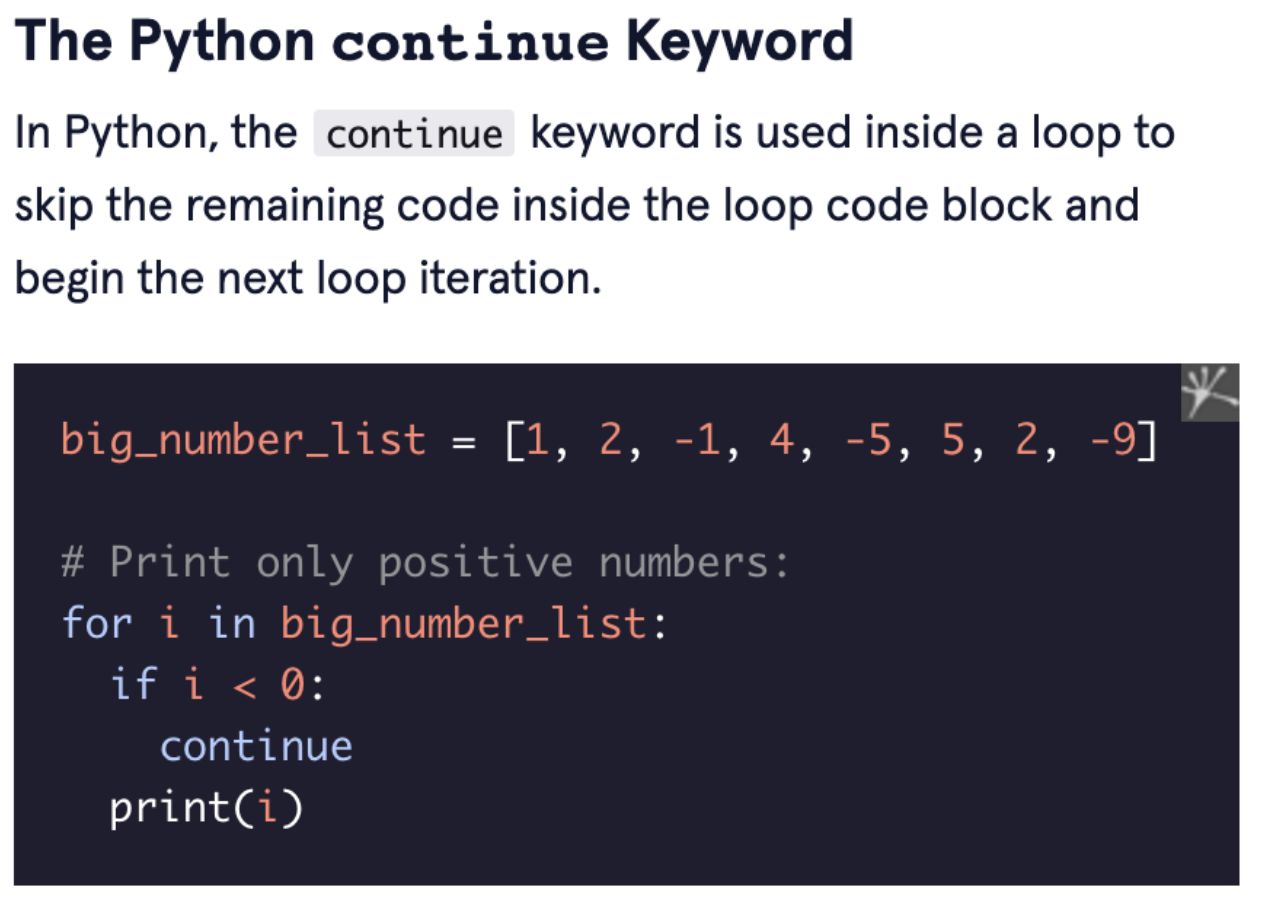 The Python continue Keyword
In Python, the continue keyword is used inside a loop to
skip the remaining code inside the loop code block and
begin the next loop iteration.
big_number_list = [1, 2, -1, 4, -5, 5, 2, -9]
# Print only positive numbers:
for i in big_number_list:
  if i < 0:
    continue
  print(i)